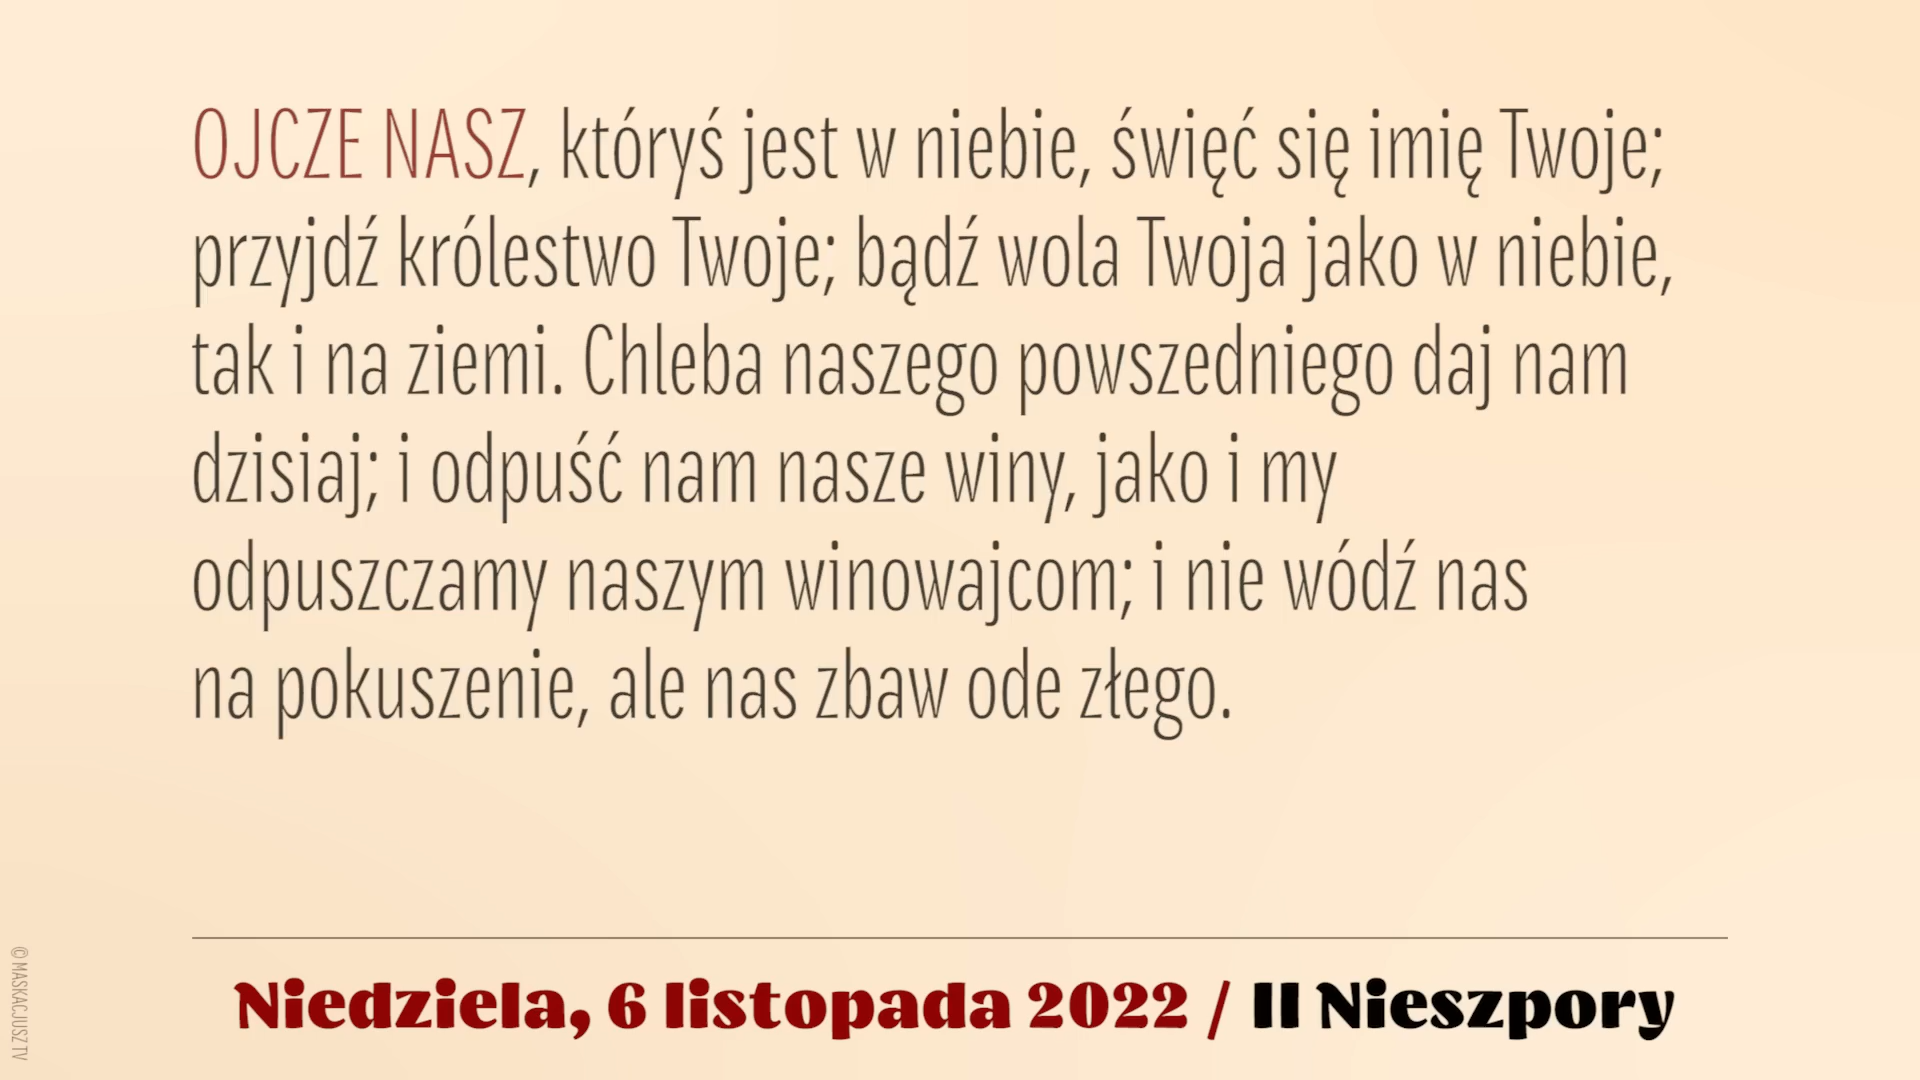 OJCZE NASZ, któryś jest w niebie, święć się imię Twoje;
przyjdź królestwo Twoje; bądź wola Twoja jako w niebie,
tak i na ziemi. Chleba naszego powszedniego daj nam
dzisiaj; i odpuść nam nasze winy, jako i my
odpuszczamy naszym winowajcom; i nie wódź nas
na pokuszenie, ale nas zbaw ode złego.
Niedziela, 6 listopada 2022 / II Nieszpory
© MASKACJUSZ TV